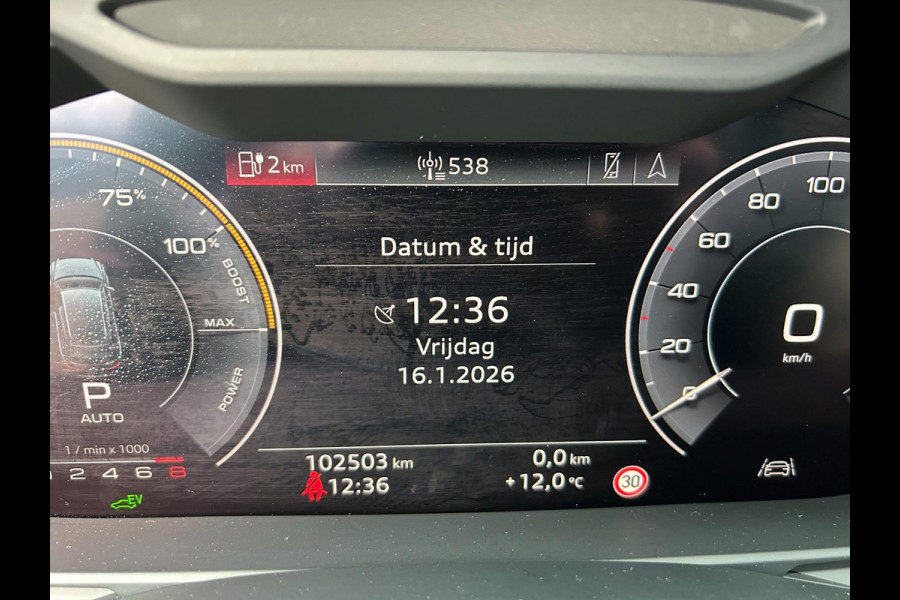 2 km
538
75%
100%
BOOST
MAX
POWER
P
AUTO
1 / min x 1000
2 4 6 8
EV
Datum & tijd
12:36
Vrijdag
16.1.2026
102503 km
0,0 km
12:36
+12,0 °C
30
0 20 40 60 80 100
0
km/h